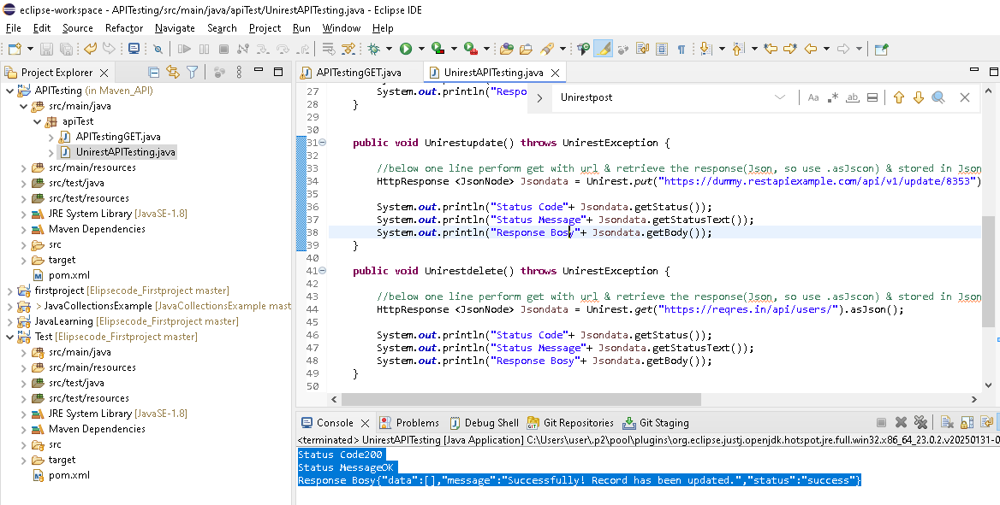 eclipse-workspace - APITesting/src/main/java/apiTest/UnirestAPITesting.java - Eclipse IDE
File Edit Source Refactor Navigate Search Project Run Window Help
Project Explorer
APITesting (in Maven_API)
src/main/java
apiTest
APITestingGET.java
UnirestAPITesting.java
src/main/resources
src/test/java
src/test/resources
JRE System Library [JavaSE-1.8]
Maven Dependencies
src
target
pom.xml
firstproject [Elipsecode_Firstproject master]
> JavaCollectionsExample [JavaCollectionsExample mast
JavaLearning [Elipsecode_Firstproject master]
Test [Elipsecode_Firstproject master]
src/main/java
src/main/resources
src/test/java
src/test/resources
JRE System Library [JavaSE-1.8]
Maven Dependencies
src
target
pom.xml
APITestingGET.java UnirestAPITesting.java
Unirestpost
Aa .* ab
27 System.out.println("Respo
28 }
29
30
31 public void Unirestupdate() throws UnirestException {
32
33 //below one line perform get with url & retrieve the response(Json, so use .asJscon) & stored in Json
34 HttpResponse <JsonNode> Jsondata = Unirest.put("https://dummy.restapiexample.com/api/v1/update/8353")
35
36 System.out.println("Status Code"+ Jsondata.getStatus());
37 System.out.println("Status Message"+ Jsondata.getStatusText());
38 System.out.println("Response Bosy"+ Jsondata.getBody());
39 }
40
41 public void Unirestdelete() throws UnirestException {
42
43 //below one line perform get with url & retrieve the response(Json, so use .asJscon) & stored in Json
44 HttpResponse <JsonNode> Jsondata = Unirest.get("https://reqres.in/api/users/").asJson();
45
46 System.out.println("Status Code"+ Jsondata.getStatus());
47 System.out.println("Status Message"+ Jsondata.getStatusText());
48 System.out.println("Response Bosy"+ Jsondata.getBody());
49 }
50
Console Problems Debug Shell Git Repositories Git Staging
<terminated> UnirestAPITesting [Java Application] C:\Users\user\.p2\pool\plugins\org.eclipse.justj.openjdk.hotspot.jre.full.win32.x86_64_23.0.2.v20250131-0
Status Code200
Status MessageOK
Response Bosy{"data":[],"message":"Successfully! Record has been updated.","status":"success"}